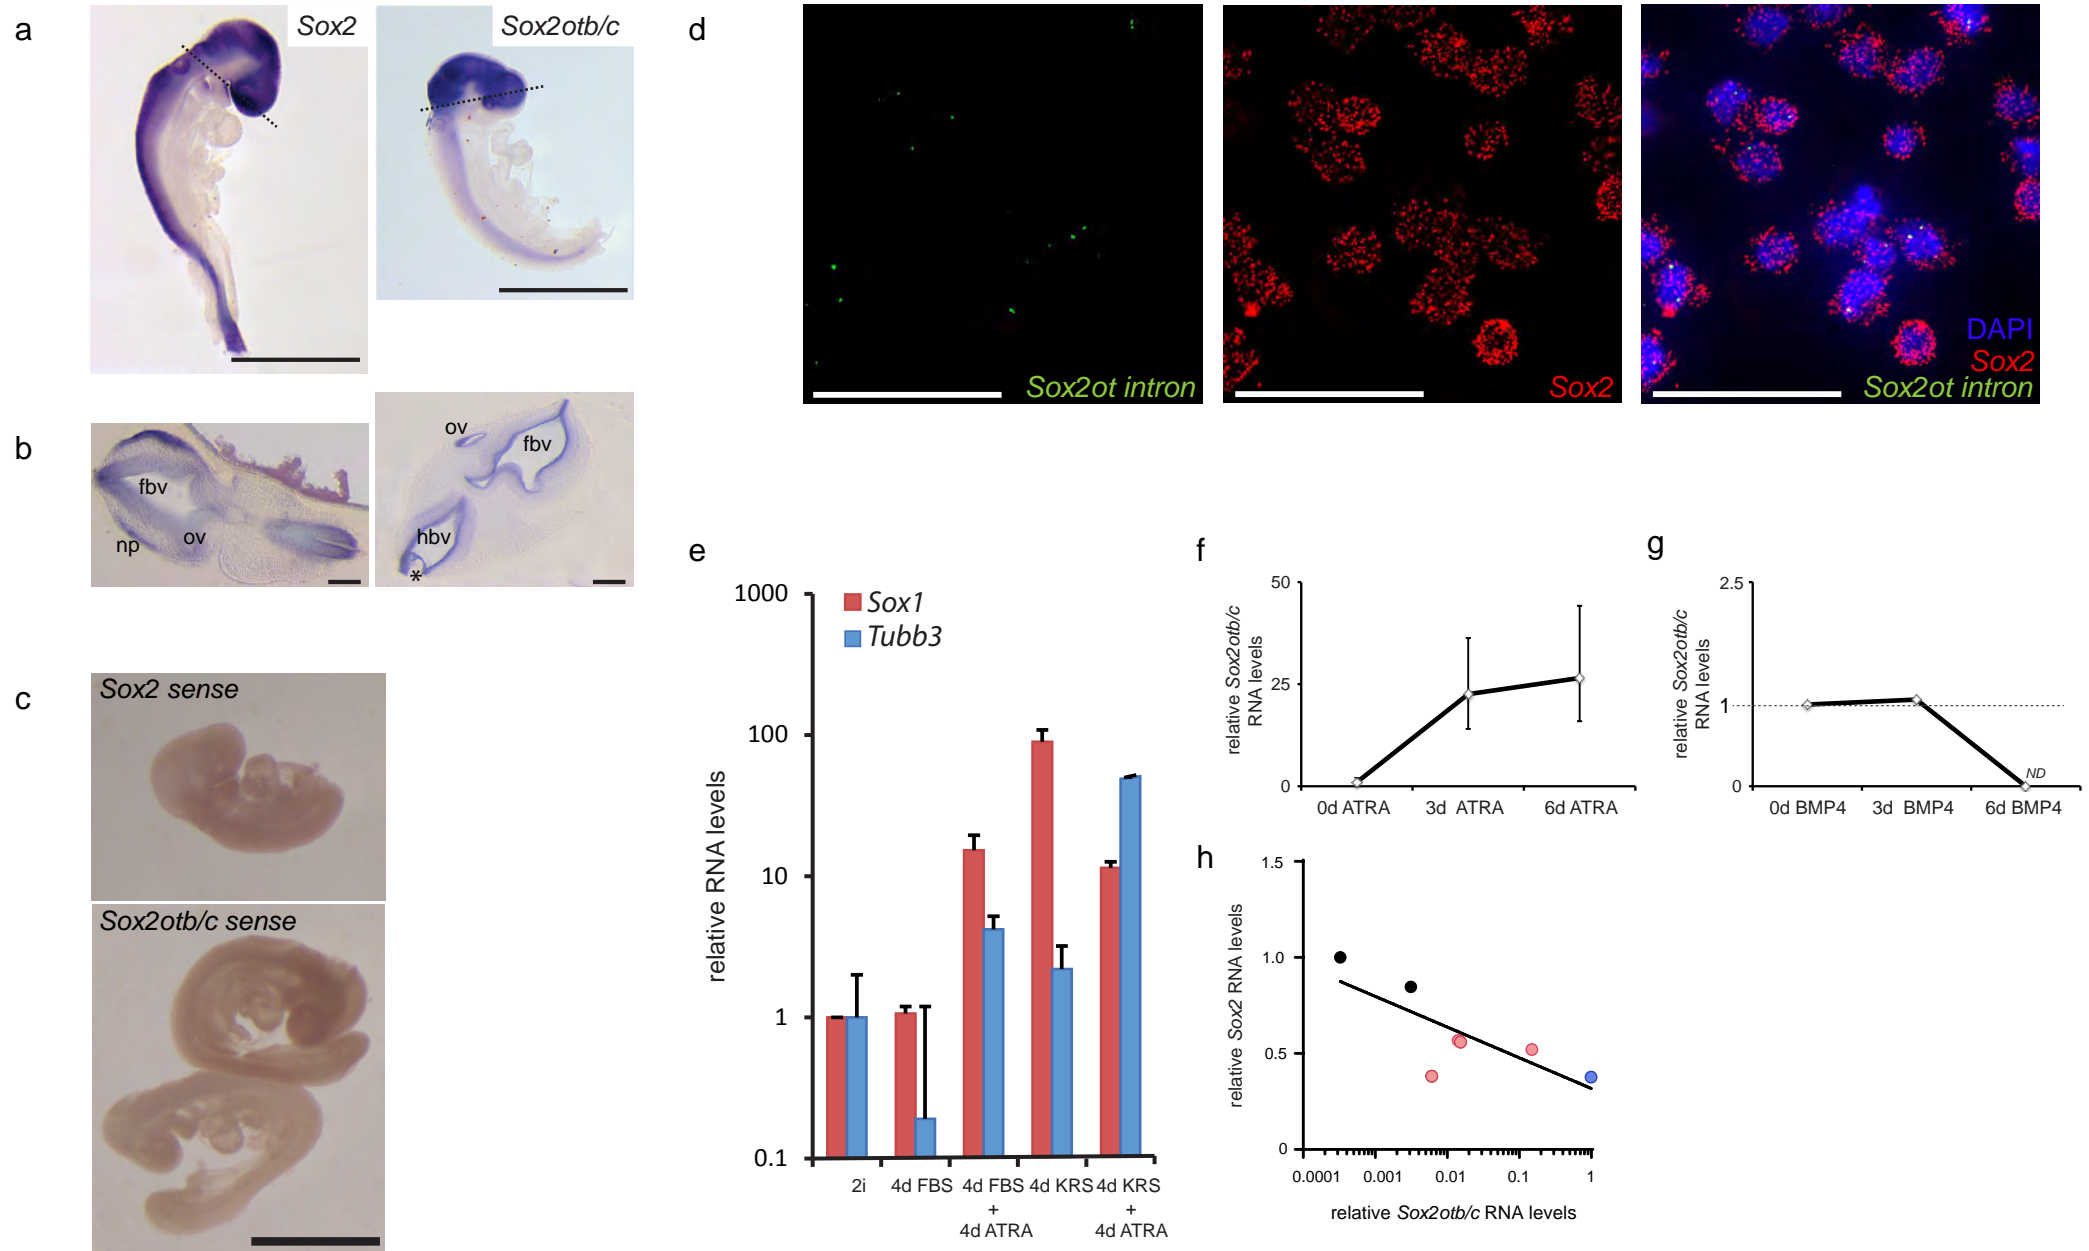 a
Sox2
Sox2otb/c
b
fbv
np
ov
ov
fbv
hbv
*
c
Sox2 sense
Sox2otb/c sense
d
Sox2ot intron
Sox2
DAPI
Sox2
Sox2ot intron
e
relative RNA levels
1000
100
10
1
0.1
Sox1
Tubb3
2i
4d FBS
4d FBS
+
4d ATRA
4d KRS
4d KRS
+
4d ATRA
f
relative Sox2otb/c
RNA levels
50
25
0
0d ATRA
3d ATRA
6d ATRA
g
relative Sox2otb/c
RNA levels
2.5
1
0
ND
0d BMP4
3d BMP4
6d BMP4
h
relative Sox2 RNA levels
1.5
1.0
0.5
0
0.0001
0.001
0.01
0.1
1
relative Sox2otb/c RNA levels